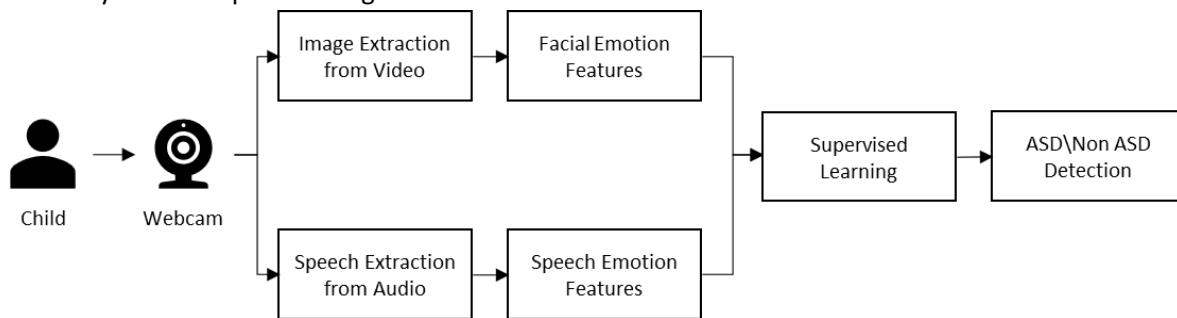 Image Extraction
from Video
Facial Emotion
Features
Child
Webcam
Supervised
Learning
ASD\Non ASD
Detection
Speech Extraction
from Audio
Speech Emotion
Features